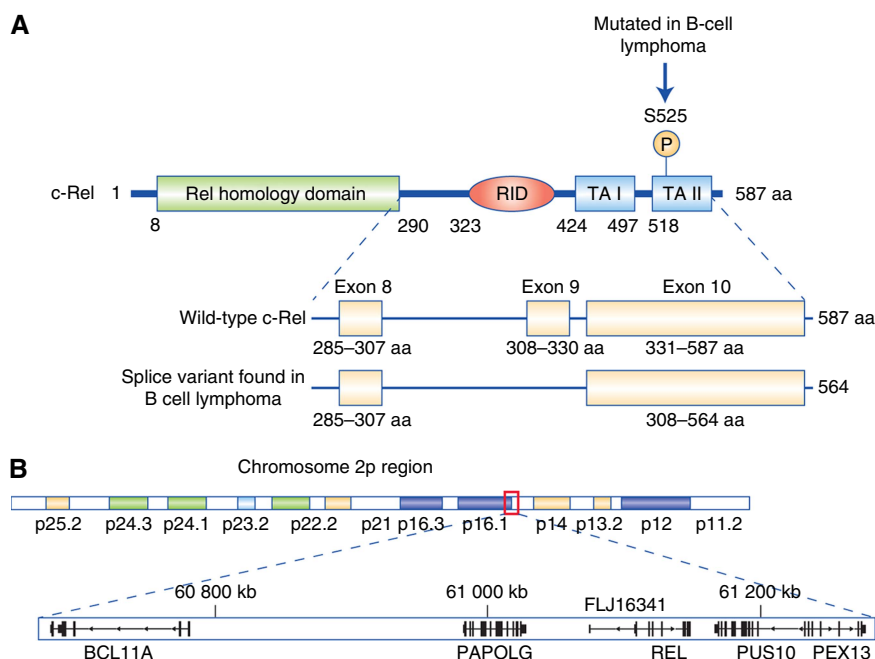 A
Mutated in B-cell
lymphoma
S525
P
c-Rel 1 Rel homology domain RID TA I TA II 587 aa
8 290 323 424 497 518
Exon 8 Exon 9 Exon 10
Wild-type c-Rel 587 aa
285–307 aa 308–330 aa 331–587 aa
Splice variant found in
B cell lymphoma 564
285–307 aa 308–564 aa
B
Chromosome 2p region
p25.2 p24.3 p24.1 p23.2 p22.2 p21 p16.3 p16.1 p14 p13.2 p12 p11.2
60 800 kb 61 000 kb 61 200 kb
FLJ16341
BCL11A PAPOLG REL PUS10 PEX13